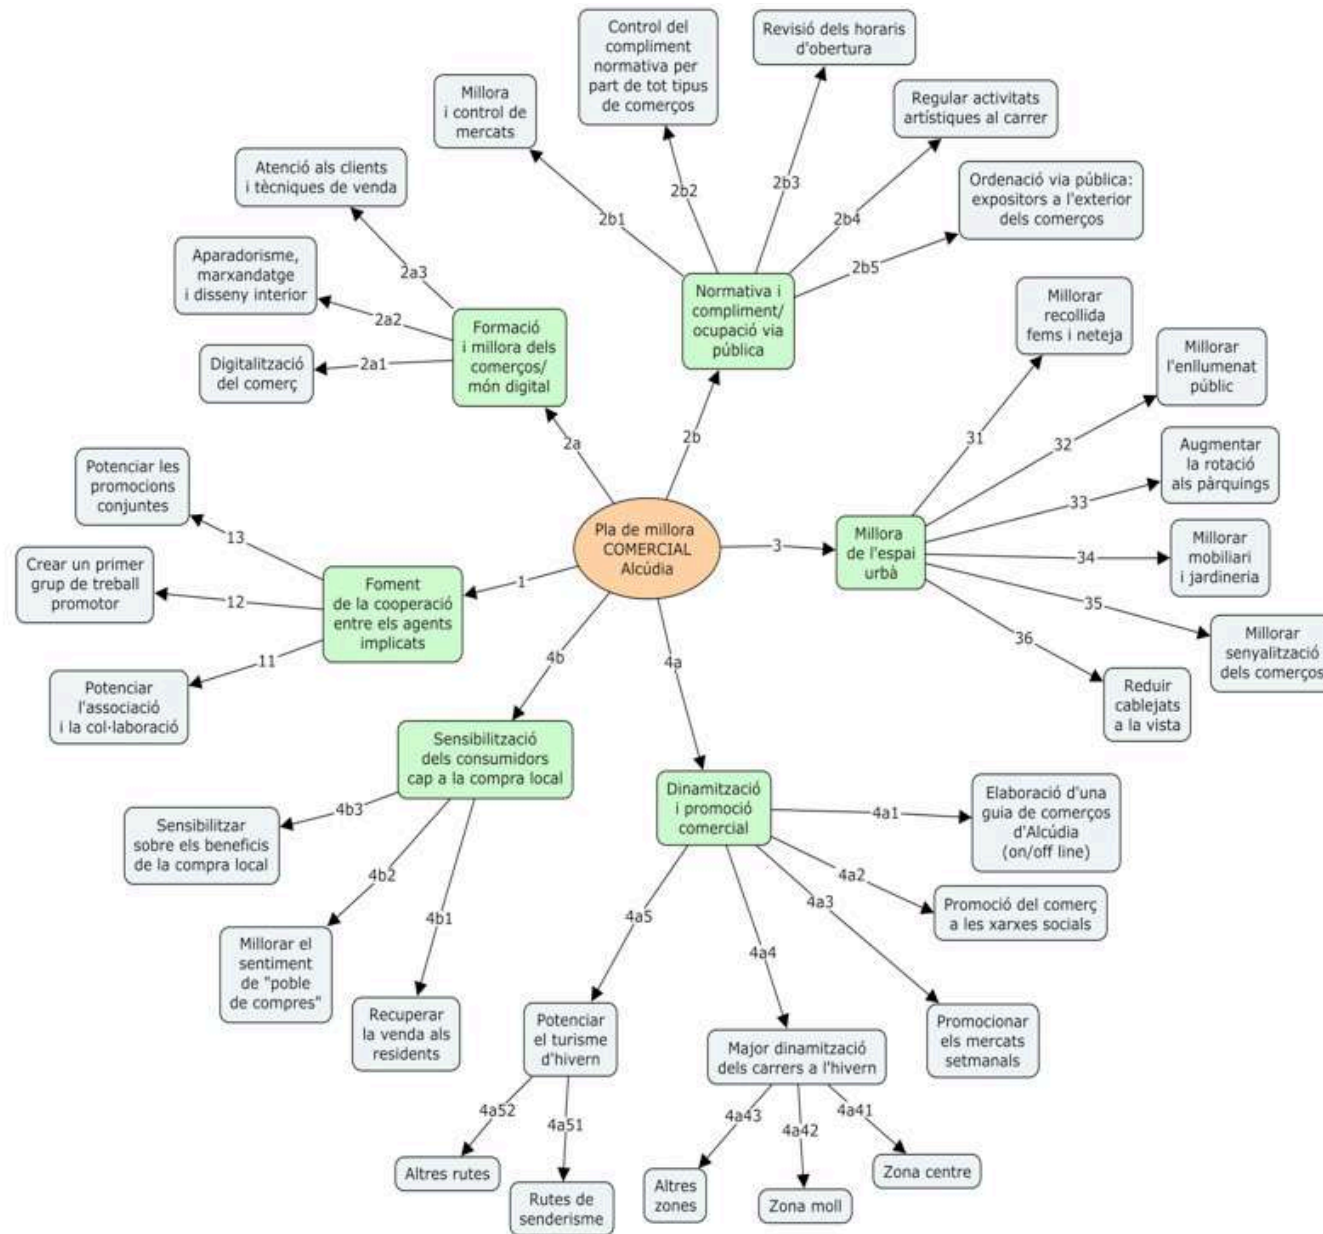 Control del
compliment
normativa per
part de tot tipus
de comerços
Revisió dels horaris
d'obertura
Millora
i control de
mercats
Regular activitats
artístiques al carrer
Atenció als clients
i tècniques de venda
Ordenació via pública:
expositors a l'exterior
dels comerços
2b1
2b2
2b3
2b4
2b5
Aparadorisme,
marxandatge
i disseny interior
2a3
2a2
2a1
Digitalització
del comerç
Formació
i millora dels
comerços/
món digital
Normativa i
compliment/
ocupació via
pública
Millorar
recollida
fems i neteja
Millorar
l'enllumenat
públic
2a
2b
31
32
33
34
35
36
Augmentar
la rotació
als pàrquings
Potenciar les
promocions
conjuntes
13
Pla de millora
COMERCIAL
Alcúdia
3
Millora
de l'espai
urbà
Millorar
mobiliari
i jardineria
Crear un primer
grup de treball
promotor
12
Foment
de la cooperació
entre els agents
implicats
1
11
Millorar
senyalització
dels comerços
Potenciar
l'associació
i la col·laboració
4b
4a
Reduir
cablejats
a la vista
Sensibilització
dels consumidors
cap a la compra local
Dinamització
i promoció
comercial
4a1
Elaboració d'una
guia de comerços
d'Alcúdia
(on/off line)
4b3
Sensibilitzar
sobre els beneficis
de la compra local
4b2
4b1
4a2
4a3
4a4
4a5
Promoció del comerç
a les xarxes socials
Millorar el
sentiment
de "poble
de compres"
Recuperar
la venda als
residents
Potenciar
el turisme
d'hivern
Major dinamització
dels carrers a l'hivern
Promocionar
els mercats
setmanals
4a52
4a51
4a43
4a42
4a41
Altres rutes
Rutes de
senderisme
Altres
zones
Zona moll
Zona centre